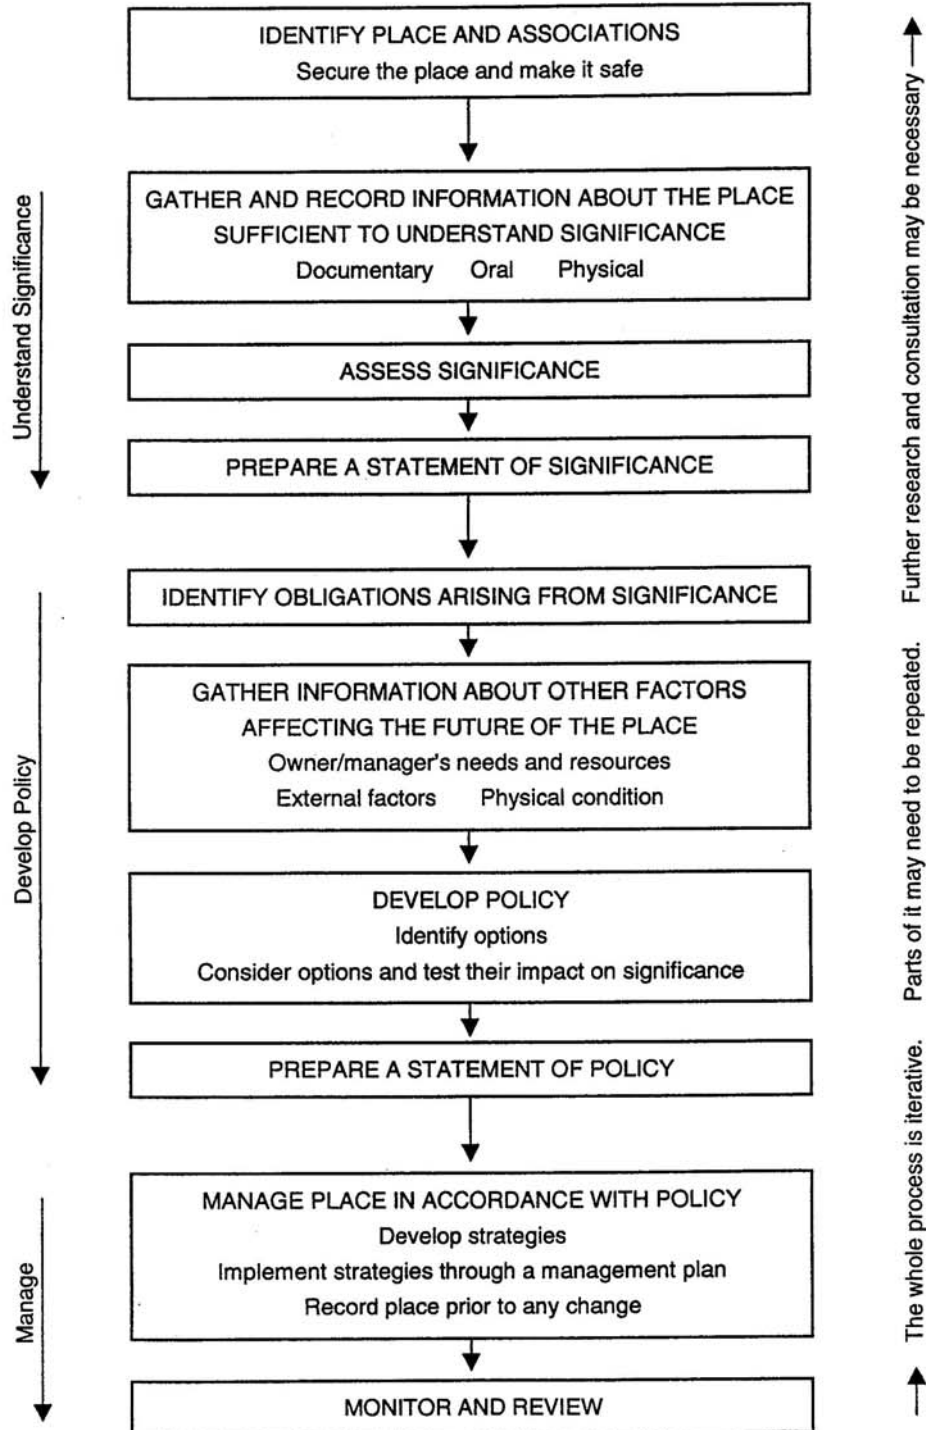 IDENTIFY PLACE AND ASSOCIATIONS
Secure the place and make it safe
GATHER AND RECORD INFORMATION ABOUT THE PLACE
SUFFICIENT TO UNDERSTAND SIGNIFICANCE
Documentary Oral Physical
ASSESS SIGNIFICANCE
PREPARE A STATEMENT OF SIGNIFICANCE
Understand Significance
IDENTIFY OBLIGATIONS ARISING FROM SIGNIFICANCE
GATHER INFORMATION ABOUT OTHER FACTORS
AFFECTING THE FUTURE OF THE PLACE
Owner/manager's needs and resources
External factors Physical condition
DEVELOP POLICY
Identify options
Consider options and test their impact on significance
PREPARE A STATEMENT OF POLICY
Develop Policy
MANAGE PLACE IN ACCORDANCE WITH POLICY
Develop strategies
Implement strategies through a management plan
Record place prior to any change
MONITOR AND REVIEW
Manage
The whole process is iterative. Parts of it may need to be repeated. Further research and consultation may be necessary